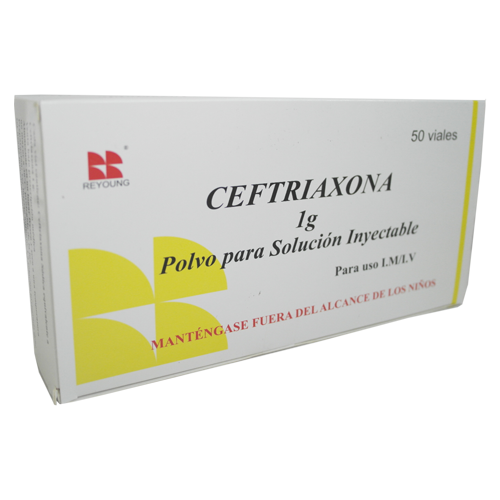 50 viales
®
REYOUNG
CEFTRIAXONA
1g
Polvo para Solución Inyectable
Para uso I.M/I.V
MANTÉNGASE FUERA DEL ALCANCE DE LOS NIÑOS